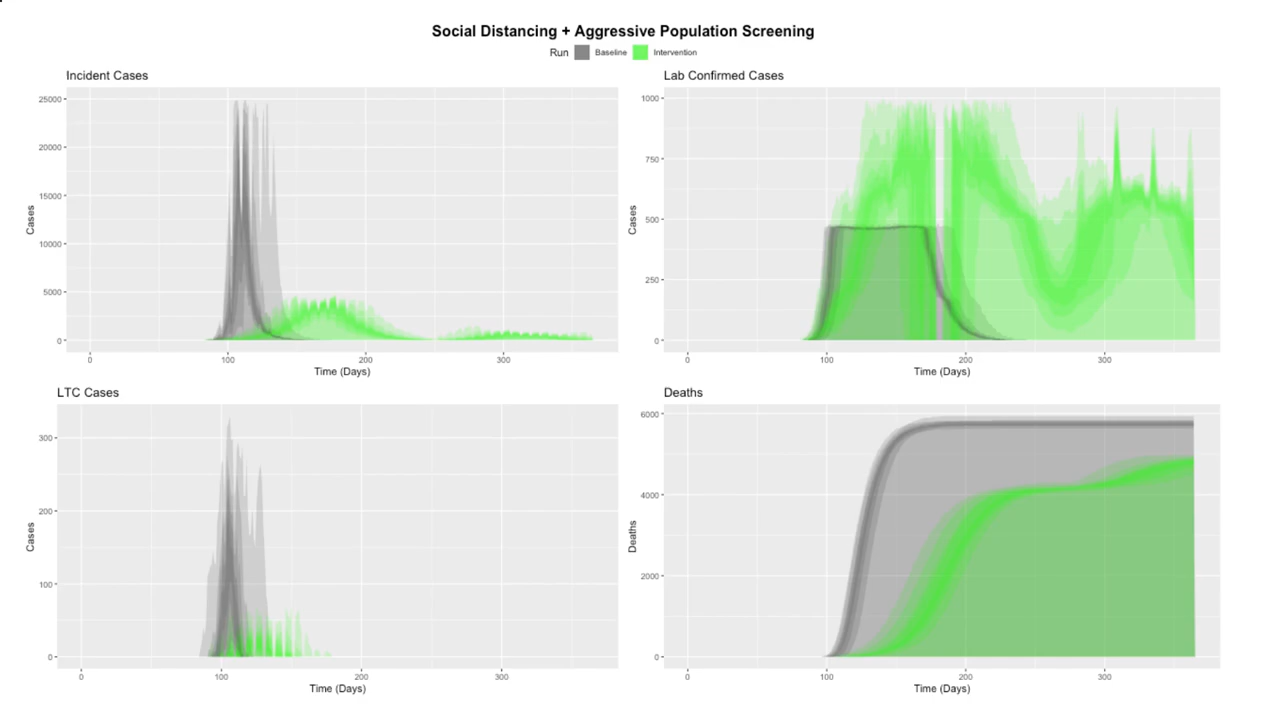 Social Distancing + Aggressive Population Screening
Run Baseline Intervention
Incident Cases
25000
20000
15000
10000
5000
0
Cases
0 100 200 300
Time (Days)
Lab Confirmed Cases
1000
750
500
250
0
Cases
0 100 200 300
Time (Days)
LTC Cases
300
200
100
0
Cases
0 100 200 300
Time (Days)
Deaths
6000
4000
2000
0
Deaths
0 100 200 300
Time (Days)